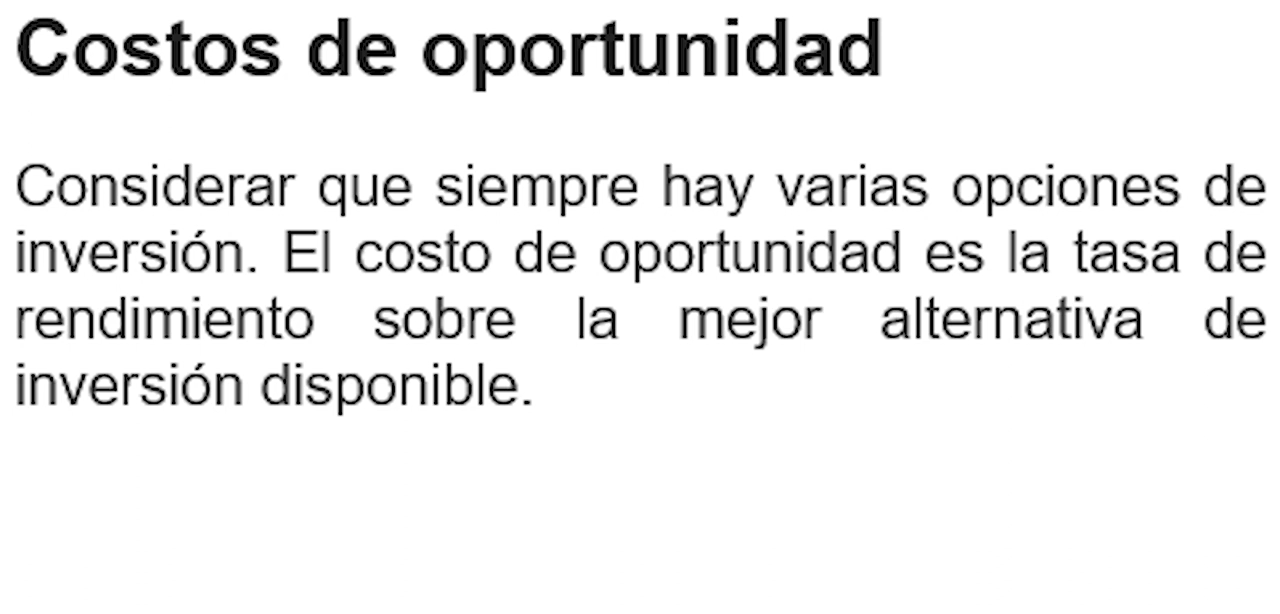 Costos de oportunidad
Considerar que siempre hay varias opciones de
inversión. El costo de oportunidad es la tasa de
rendimiento sobre la mejor alternativa de
inversión disponible.